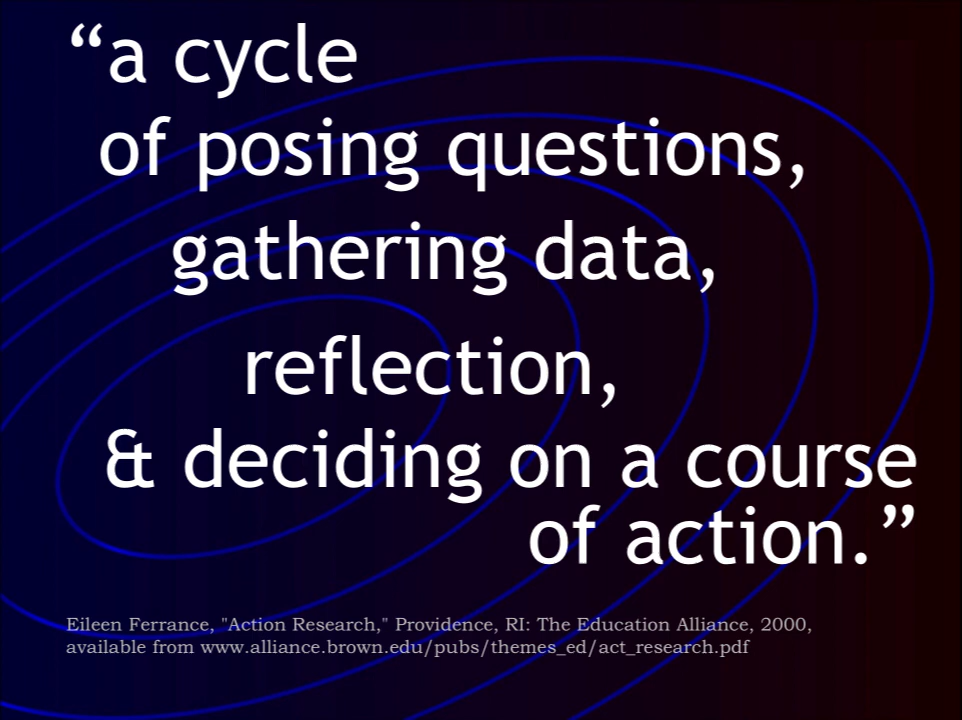 “a cycle
of posing questions,
gathering data,
reflection,
& deciding on a course
of action.”
Eileen Ferrance, "Action Research," Providence, RI: The Education Alliance, 2000,
available from www.alliance.brown.edu/pubs/themes_ed/act_research.pdf